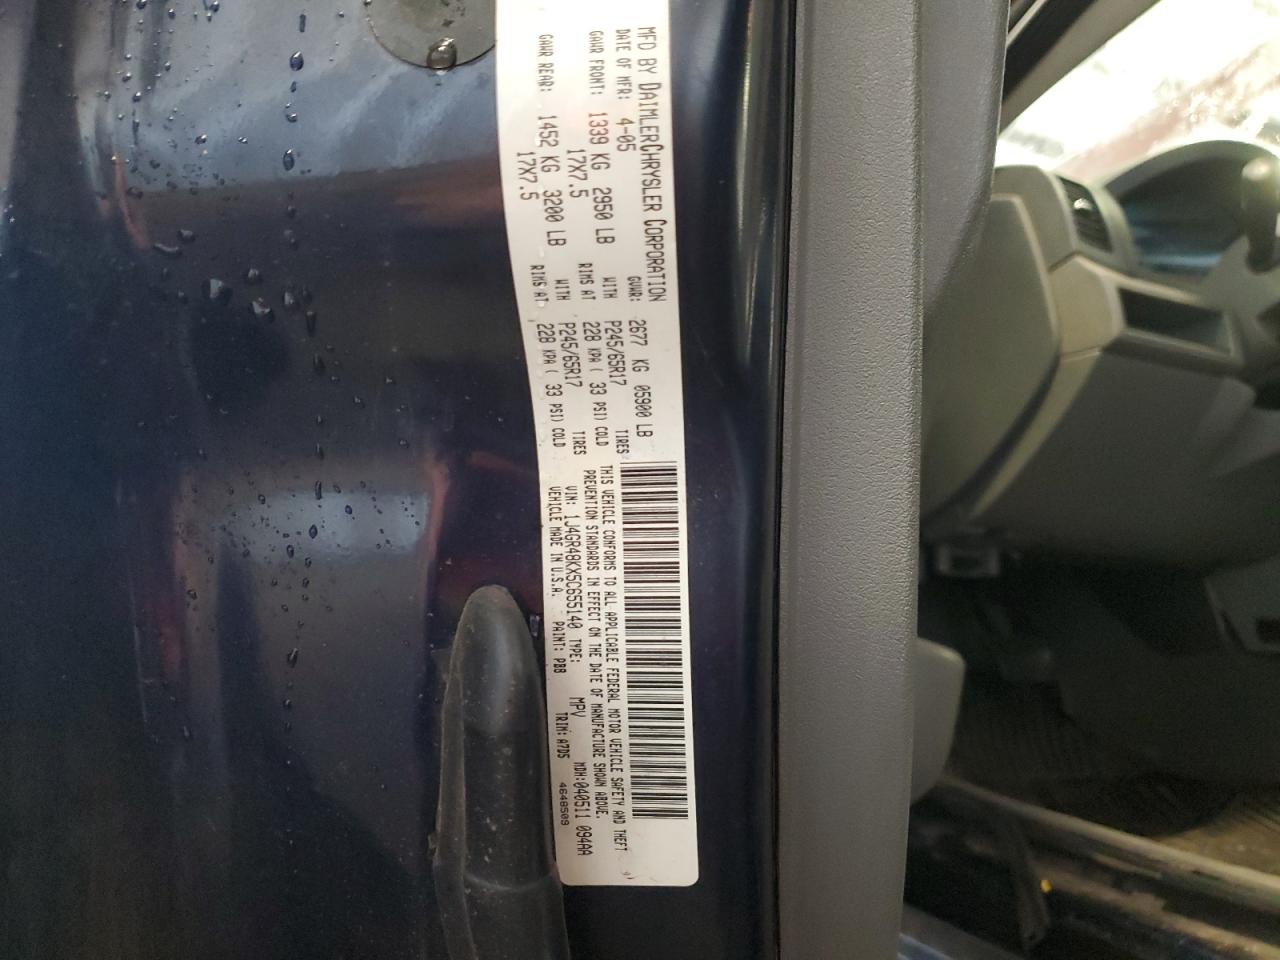 MFD BY DAIMLERCHRYSLER CORPORATION
DATE OF MFR: 4-05 GVWR: 2677 KG 05900 LB
GAWR FRONT: 1339 KG 2950 LB WITH P245/65R17 TIRES
17X7.5 RIMS AT 228 KPA( 33 PSI) COLD
GAWR REAR: 1452 KG 3200 LB WITH P245/65R17 TIRES
17X7.5 RIMS AT 228 KPA( 33 PSI) COLD
THIS VEHICLE CONFORMS TO ALL APPLICABLE FEDERAL MOTOR VEHICLE SAFETY AND THEFT
PREVENTION STANDARDS IN EFFECT ON THE DATE OF MANUFACTURE SHOWN ABOVE.
VIN: 1J4GR48KX5C655140 TYPE: MPV MDH:040511 094AA
VEHICLE MADE IN U.S.A. PAINT: PB8 TRIM: A7D5 4648509